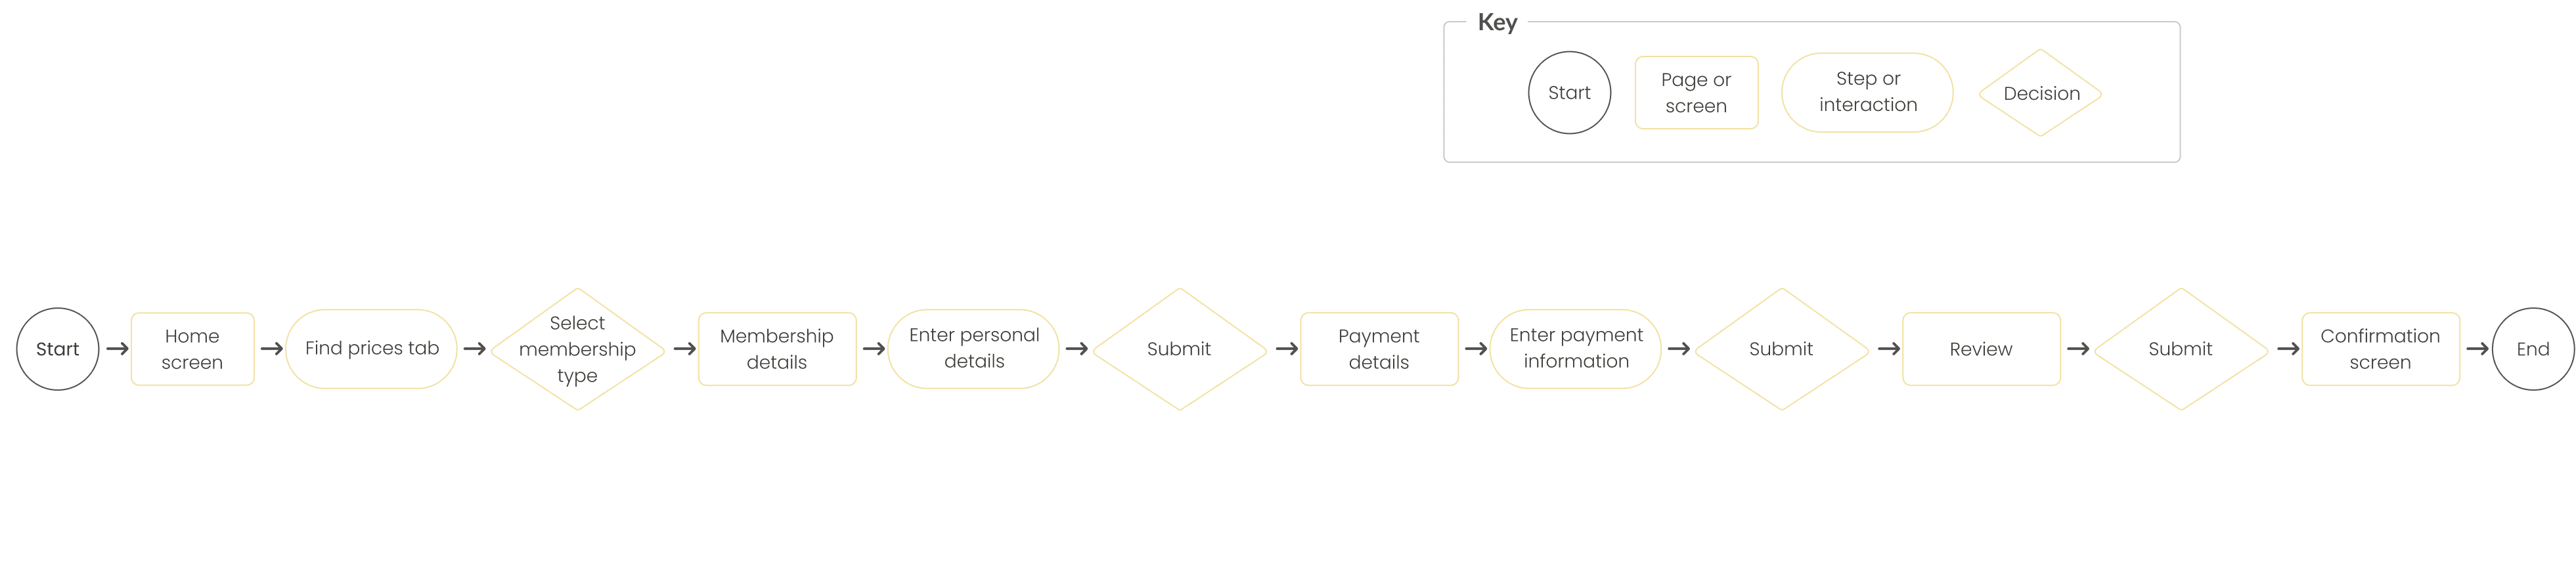 Key
Start
Page or
screen
Step or
interaction
Decision
Start
Home
screen
Find prices tab
Select
membership
type
Membership
details
Enter personal
details
Submit
Payment
details
Enter payment
information
Submit
Review
Submit
Confirmation
screen
End